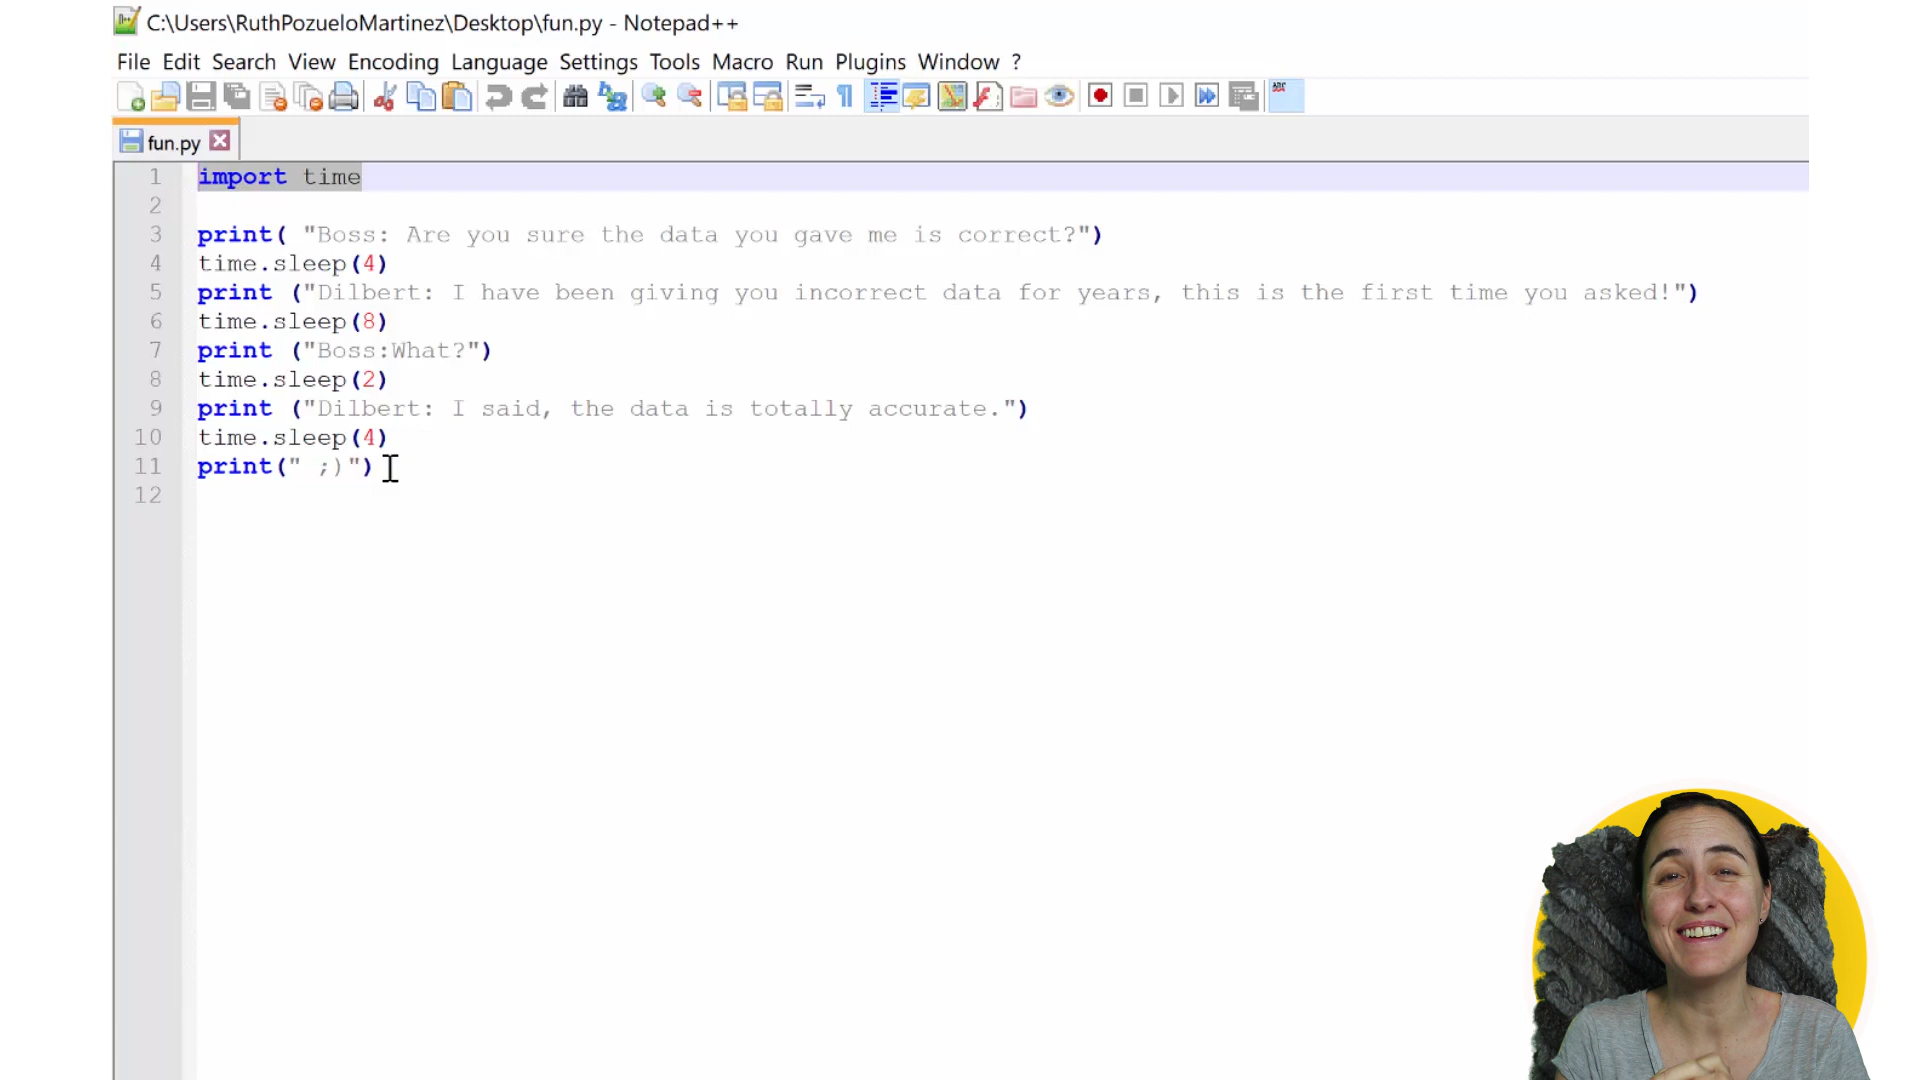 C:\Users\RuthPozueloMartinez\Desktop\fun.py - Notepad++
File Edit Search View Encoding Language Settings Tools Macro Run Plugins Window ?
fun.py
1 import time
2
3 print( "Boss: Are you sure the data you gave me is correct?")
4 time.sleep(4)
5 print ("Dilbert: I have been giving you incorrect data for years, this is the first time you asked!")
6 time.sleep(8)
7 print ("Boss:What?")
8 time.sleep(2)
9 print ("Dilbert: I said, the data is totally accurate.")
10 time.sleep(4)
11 print(" ;)")
12